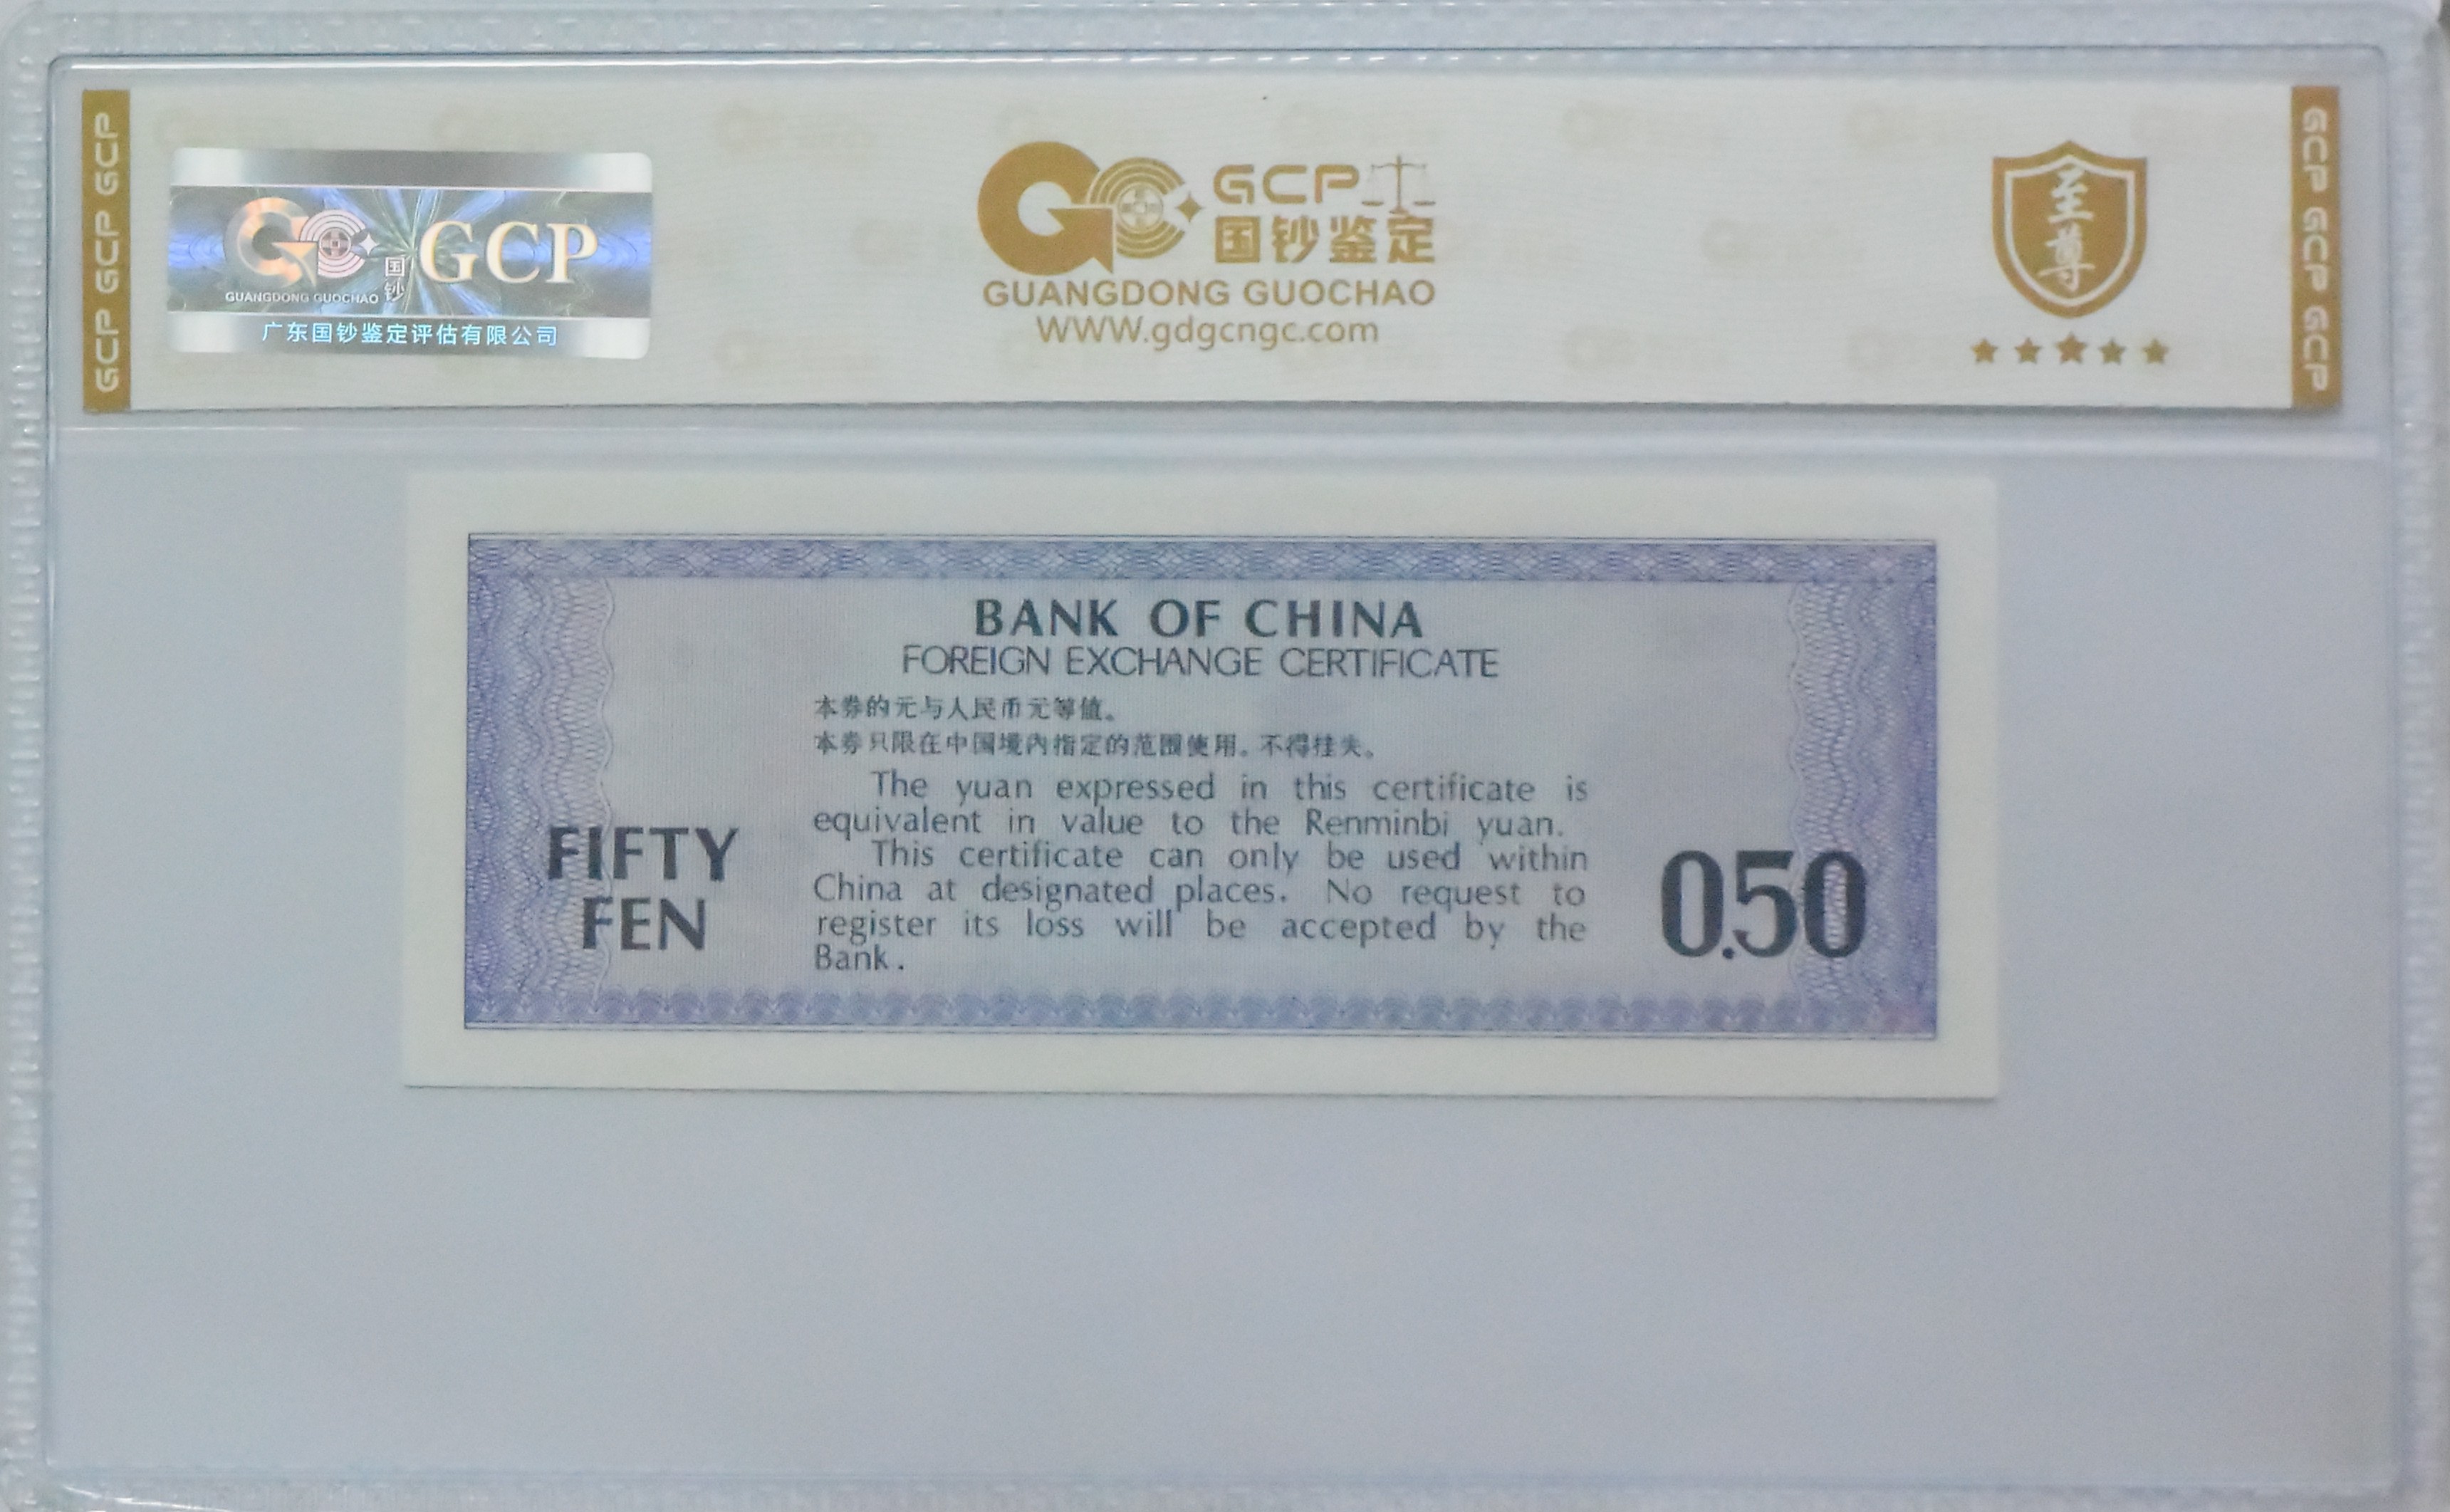 GCP GCP GCP
GUANGDONG GUOCHAO
国钞
GCP
广东国钞鉴定评估有限公司
GCP
国钞鉴定
GUANGDONG GUOCHAO
WWW.gdgcngc.com
至尊
GCP GCP GCP
BANK OF CHINA
FOREIGN EXCHANGE CERTIFICATE
本券的元与人民币元等值。
本券只限在中国境内指定的范围使用。不得挂失。
The yuan expressed in this certificate is
equivalent in value to the Renminbi yuan.
This certificate can only be used within
China at designated places. No request to
register its loss will be accepted by the
Bank.
FIFTY
FEN
0.50